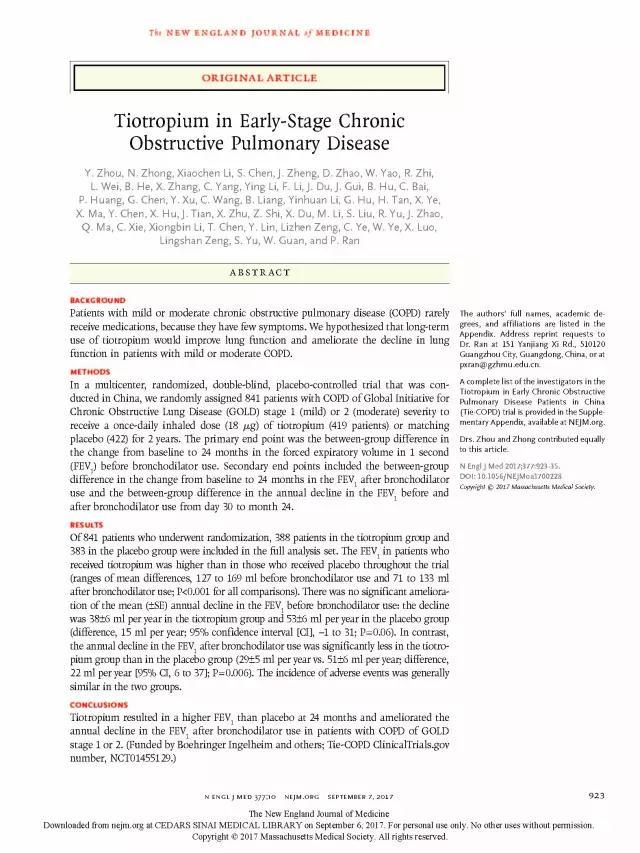 The NEW ENGLAND JOURNAL of MEDICINE
ORIGINAL ARTICLE
Tiotropium in Early-Stage Chronic
Obstructive Pulmonary Disease
Y. Zhou, N. Zhong, Xiaochen Li, S. Chen, J. Zheng, D. Zhao, W. Yao, R. Zhi,
L. Wei, B. He, X. Zhang, C. Yang, Ying Li, F. Li, J. Du, J. Gui, B. Hu, C. Bai,
P. Huang, G. Chen, Y. Xu, C. Wang, B. Liang, Yinhuan Li, G. Hu, H. Tan, X. Ye,
X. Ma, Y. Chen, X. Hu, J. Tian, X. Zhu, Z. Shi, X. Du, M. Li, S. Liu, R. Yu, J. Zhao,
Q. Ma, C. Xie, Xiongbin Li, T. Chen, Y. Lin, Lizhen Zeng, C. Ye, W. Ye, X. Luo,
Lingshan Zeng, S. Yu, W. Guan, and P. Ran
ABSTRACT
BACKGROUND
Patients with mild or moderate chronic obstructive pulmonary disease (COPD) rarely
receive medications, because they have few symptoms. We hypothesized that long-term
use of tiotropium would improve lung function and ameliorate the decline in lung
function in patients with mild or moderate COPD.
METHODS
In a multicenter, randomized, double-blind, placebo-controlled trial that was con-
ducted in China, we randomly assigned 841 patients with COPD of Global Initiative for
Chronic Obstructive Lung Disease (GOLD) stage 1 (mild) or 2 (moderate) severity to
receive a once-daily inhaled dose (18 μg) of tiotropium (419 patients) or matching
placebo (422) for 2 years. The primary end point was the between-group difference in
the change from baseline to 24 months in the forced expiratory volume in 1 second
(FEV1) before bronchodilator use. Secondary end points included the between-group
difference in the change from baseline to 24 months in the FEV1 after bronchodilator
use and the between-group difference in the annual decline in the FEV1 before and
after bronchodilator use from day 30 to month 24.
RESULTS
Of 841 patients who underwent randomization, 388 patients in the tiotropium group and
383 in the placebo group were included in the full analysis set. The FEV1 in patients who
received tiotropium was higher than in those who received placebo throughout the trial
(ranges of mean differences, 127 to 169 ml before bronchodilator use and 71 to 133 ml
after bronchodilator use; P<0.001 for all comparisons). There was no significant ameliora-
tion of the mean (±SE) annual decline in the FEV1 before bronchodilator use: the decline
was 38±6 ml per year in the tiotropium group and 53±6 ml per year in the placebo group
(difference, 15 ml per year; 95% confidence interval [CI], −1 to 31; P=0.06). In contrast,
the annual decline in the FEV1 after bronchodilator use was significantly less in the tiotro-
pium group than in the placebo group (29±5 ml per year vs. 51±6 ml per year; difference,
22 ml per year [95% CI, 6 to 37]; P=0.006). The incidence of adverse events was generally
similar in the two groups.
CONCLUSIONS
Tiotropium resulted in a higher FEV1 than placebo at 24 months and ameliorated the
annual decline in the FEV1 after bronchodilator use in patients with COPD of GOLD
stage 1 or 2. (Funded by Boehringer Ingelheim and others; Tie-COPD ClinicalTrials.gov
number, NCT01455129.)
The authors' full names, academic de-
grees, and affiliations are listed in the
Appendix. Address reprint requests to
Dr. Ran at 151 Yanjiang Xi Rd., 510120
Guangzhou City, Guangdong, China, or at
pxran@gzhmu.edu.cn.
A complete list of the investigators in the
Tiotropium in Early Chronic Obstructive
Pulmonary Disease Patients in China
(Tie-COPD) trial is provided in the Supple-
mentary Appendix, available at NEJM.org.
Drs. Zhou and Zhong contributed equally
to this article.
N Engl J Med 2017;377:923-35.
DOI: 10.1056/NEJMoa1700228
Copyright © 2017 Massachusetts Medical Society.
N ENGL J MED 377;10 NEJM.ORG SEPTEMBER 7, 2017
923
The New England Journal of Medicine
Downloaded from nejm.org at CEDARS SINAI MEDICAL LIBRARY on September 6, 2017. For personal use only. No other uses without permission.
Copyright © 2017 Massachusetts Medical Society. All rights reserved.